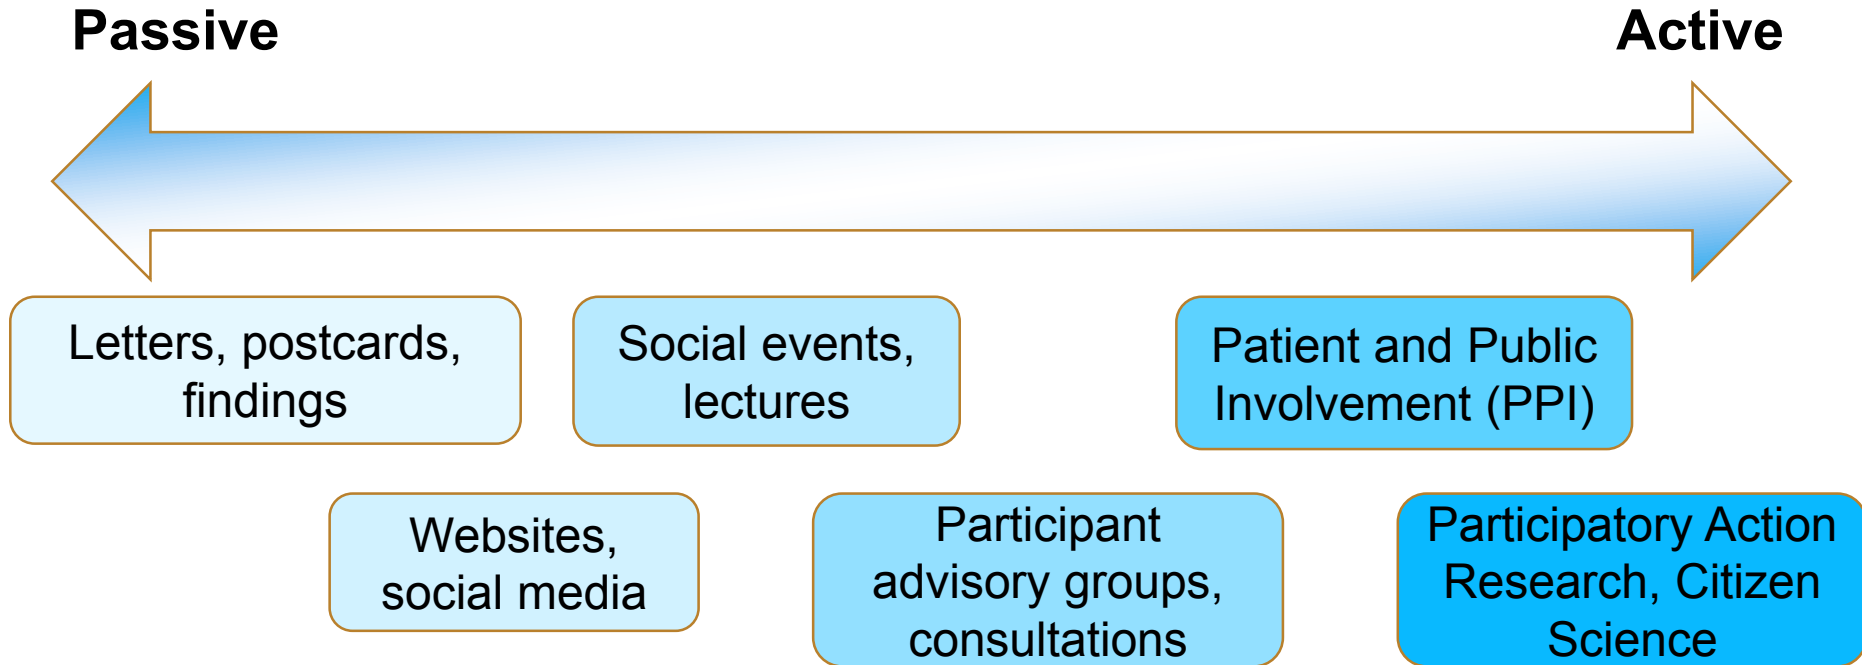 Passive
Active
Letters, postcards,
findings
Social events,
lectures
Patient and Public
Involvement (PPI)
Websites,
social media
Participant
advisory groups,
consultations
Participatory Action
Research, Citizen
Science